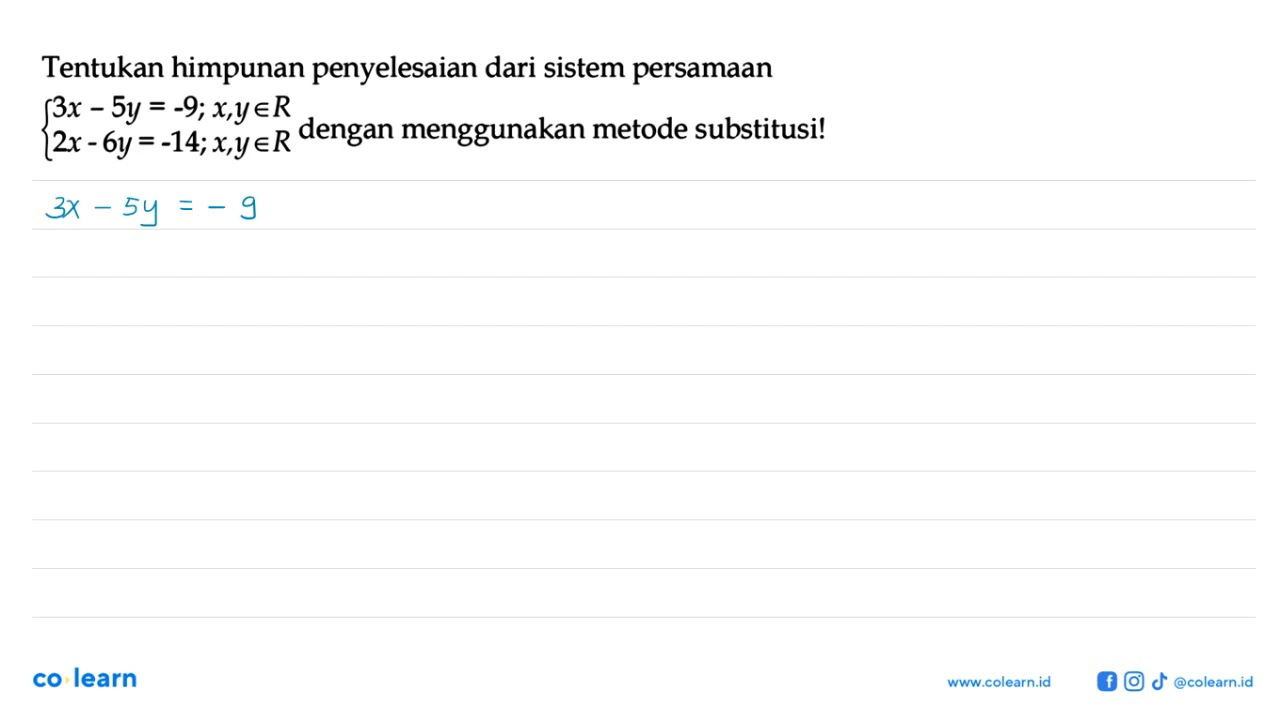 Tentukan himpunan penyelesaian dari sistem persamaan
3x – 5y = -9; x,y∈R
2x - 6y = -14; x,y∈R
dengan menggunakan metode substitusi!
3x – 5y = – 9
co learn
www.colearn.id
@colearn.id